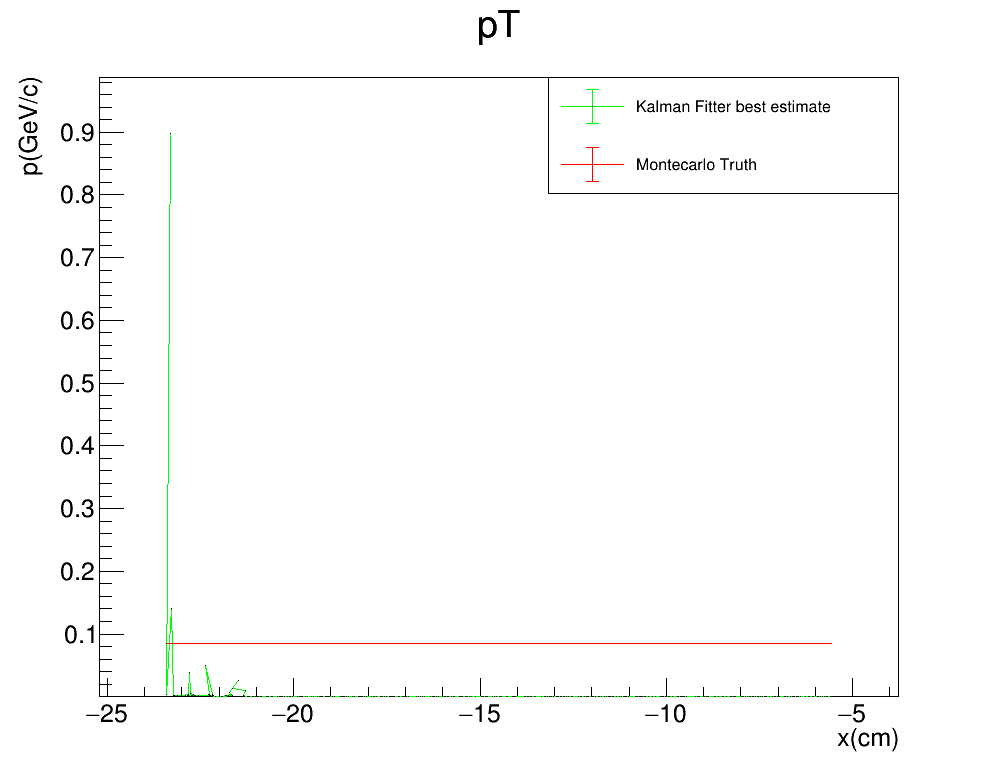 pT
p(GeV/c)
Kalman Fitter best estimate
Montecarlo Truth
0.9
0.8
0.7
0.6
0.5
0.4
0.3
0.2
0.1
−25 −20 −15 −10 −5
x(cm)